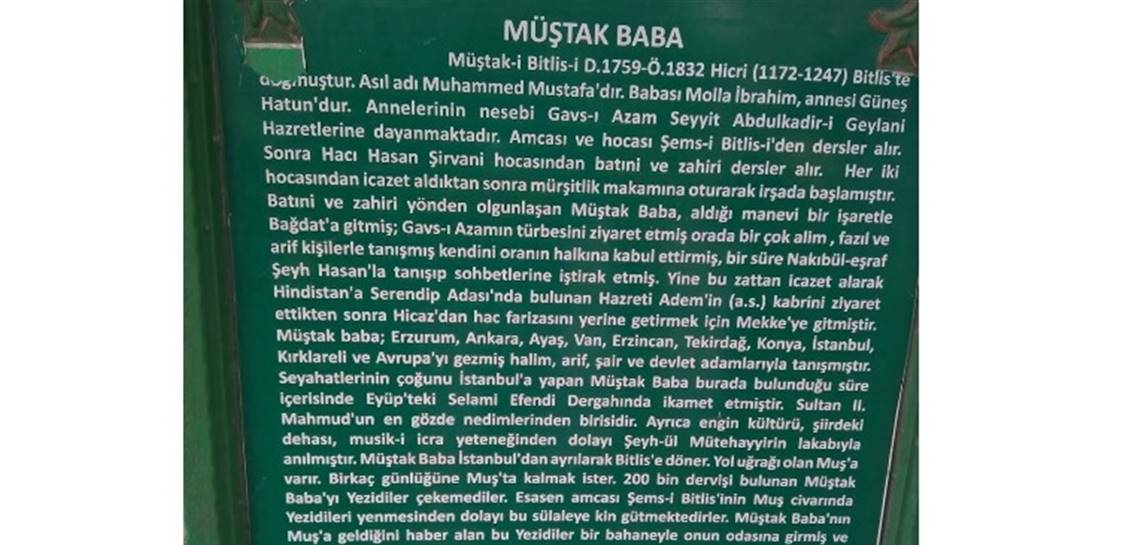 MÜŞTAK BABA
Müştak-i Bitlis-i D.1759-Ö.1832 Hicri (1172-1247) Bitlis'te
doğmuştur. Asıl adı Muhammed Mustafa'dır. Babası Molla İbrahim, annesi Güneş
Hatun'dur. Annelerinin nesebi Gavs-ı Azam Seyyit Abdulkadir-i Geylani
Hazretlerine dayanmaktadır. Amcası ve hocası Şems-i Bitlis-i'den dersler alır.
Sonra Hacı Hasan Şirvani hocasından batıni ve zahiri dersler alır. Her iki
hocasından icazet aldıktan sonra mürşitlik makamına oturarak irşada başlamıştır.
Batıni ve zahiri yönden olgunlaşan Müştak Baba, aldığı manevi bir işaretle
Bağdat'a gitmiş; Gavs-ı Azamın türbesini ziyaret etmiş orada bir çok alim , fazıl ve
arif kişilerle tanışmış kendini oranın halkına kabul ettirmiş, bir süre Nakıbül-eşraf
Şeyh Hasan'la tanışıp sohbetlerine iştirak etmiş. Yine bu zattan icazet alarak
Hindistan'a Serendip Adası'nda bulunan Hazreti Adem'in (a.s.) kabrini ziyaret
ettikten sonra Hicaz'dan hac farizasını yerine getirmek için Mekke'ye gitmiştir.
Müştak baba; Erzurum, Ankara, Ayaş, Van, Erzincan, Tekirdağ, Konya, İstanbul,
Kırklareli ve Avrupa'yı gezmiş halim, arif, şair ve devlet adamlarıyla tanışmıştır.
Seyahatlerinin çoğunu İstanbul'a yapan Müştak Baba burada bulunduğu süre
içerisinde Eyüp'teki Selami Efendi Dergahında ikamet etmiştir. Sultan II.
Mahmud'un en gözde nedimlerinden birisidir. Ayrıca engin kültürü, şiirdeki
dehası, musik-i icra yeteneğinden dolayı Şeyh-ül Mütehayyirin lakabıyla
anılmıştır. Müştak Baba İstanbul'dan ayrılarak Bitlis'e döner. Yol uğrağı olan Muş'a
varır. Birkaç günlüğüne Muş'ta kalmak ister. 200 bin dervişi bulunan Müştak
Baba'yı Yezidiler çekemediler. Esasen amcası Şems-i Bitlis'inin Muş civarında
Yezidileri yenmesinden dolayı bu sülaleye kin gütmektedirler. Müştak Baba'nın
Muş'a geldiğini haber alan bu Yezidiler bir bahaneyle onun odasına girmiş ve